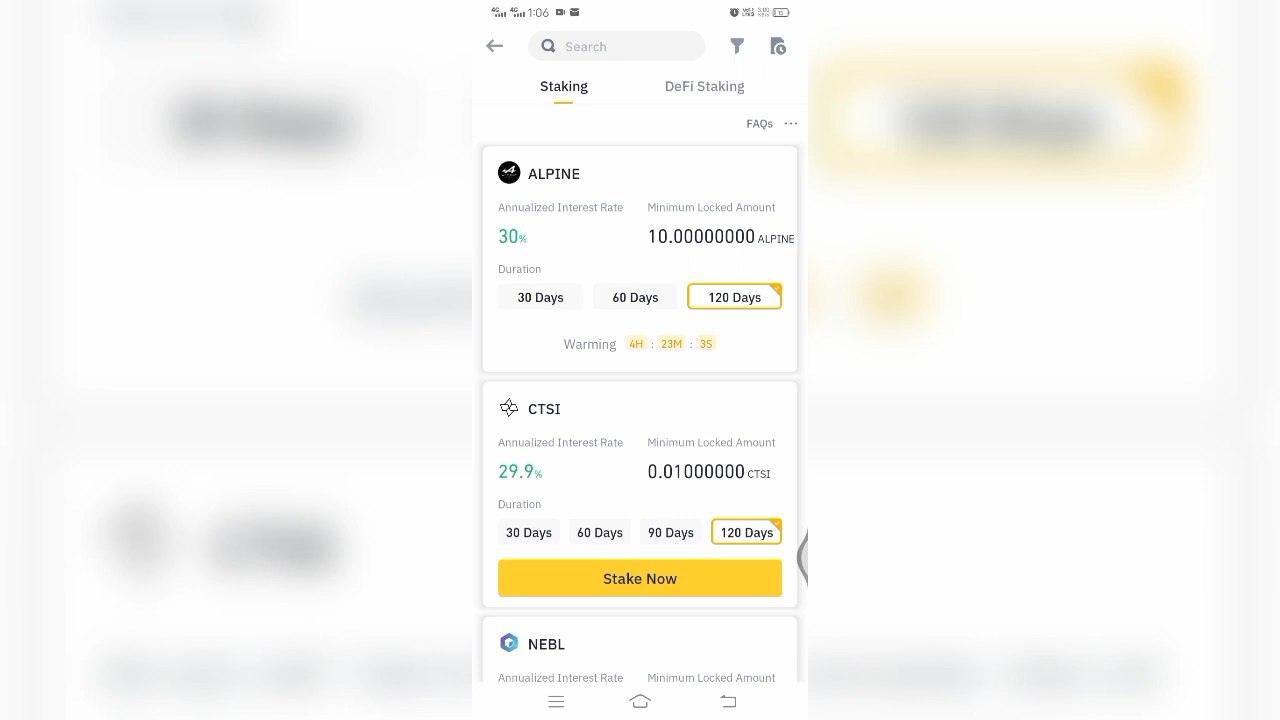 4G 4G 1:06
Search
Staking DeFi Staking
FAQs ...
ALPINE
Annualized Interest Rate Minimum Locked Amount
30% 10.00000000 ALPINE
Duration
30 Days 60 Days 120 Days
Warming 4H : 23M : 3S
CTSI
Annualized Interest Rate Minimum Locked Amount
29.9% 0.01000000 CTSI
Duration
30 Days 60 Days 90 Days 120 Days
Stake Now
NEBL
Annualized Interest Rate Minimum Locked Amount